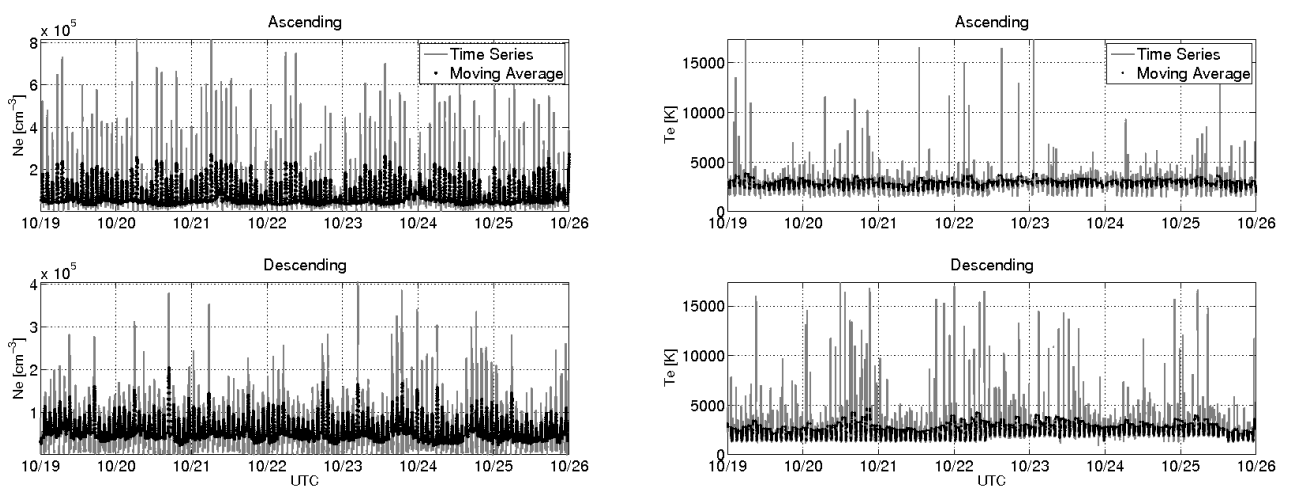 Ascending
x 10⁵
8
6
4
2
Ne [cm⁻³]
Time Series
Moving Average
10/19 10/20 10/21 10/22 10/23 10/24 10/25 10/26
Ascending
15000
10000
5000
0
Te [K]
Time Series
Moving Average
10/19 10/20 10/21 10/22 10/23 10/24 10/25 10/26
Descending
x 10⁵
4
3
2
1
Ne [cm⁻³]
10/19 10/20 10/21 10/22 10/23 10/24 10/25 10/26
UTC
Descending
15000
10000
5000
0
Te [K]
10/19 10/20 10/21 10/22 10/23 10/24 10/25 10/26
UTC